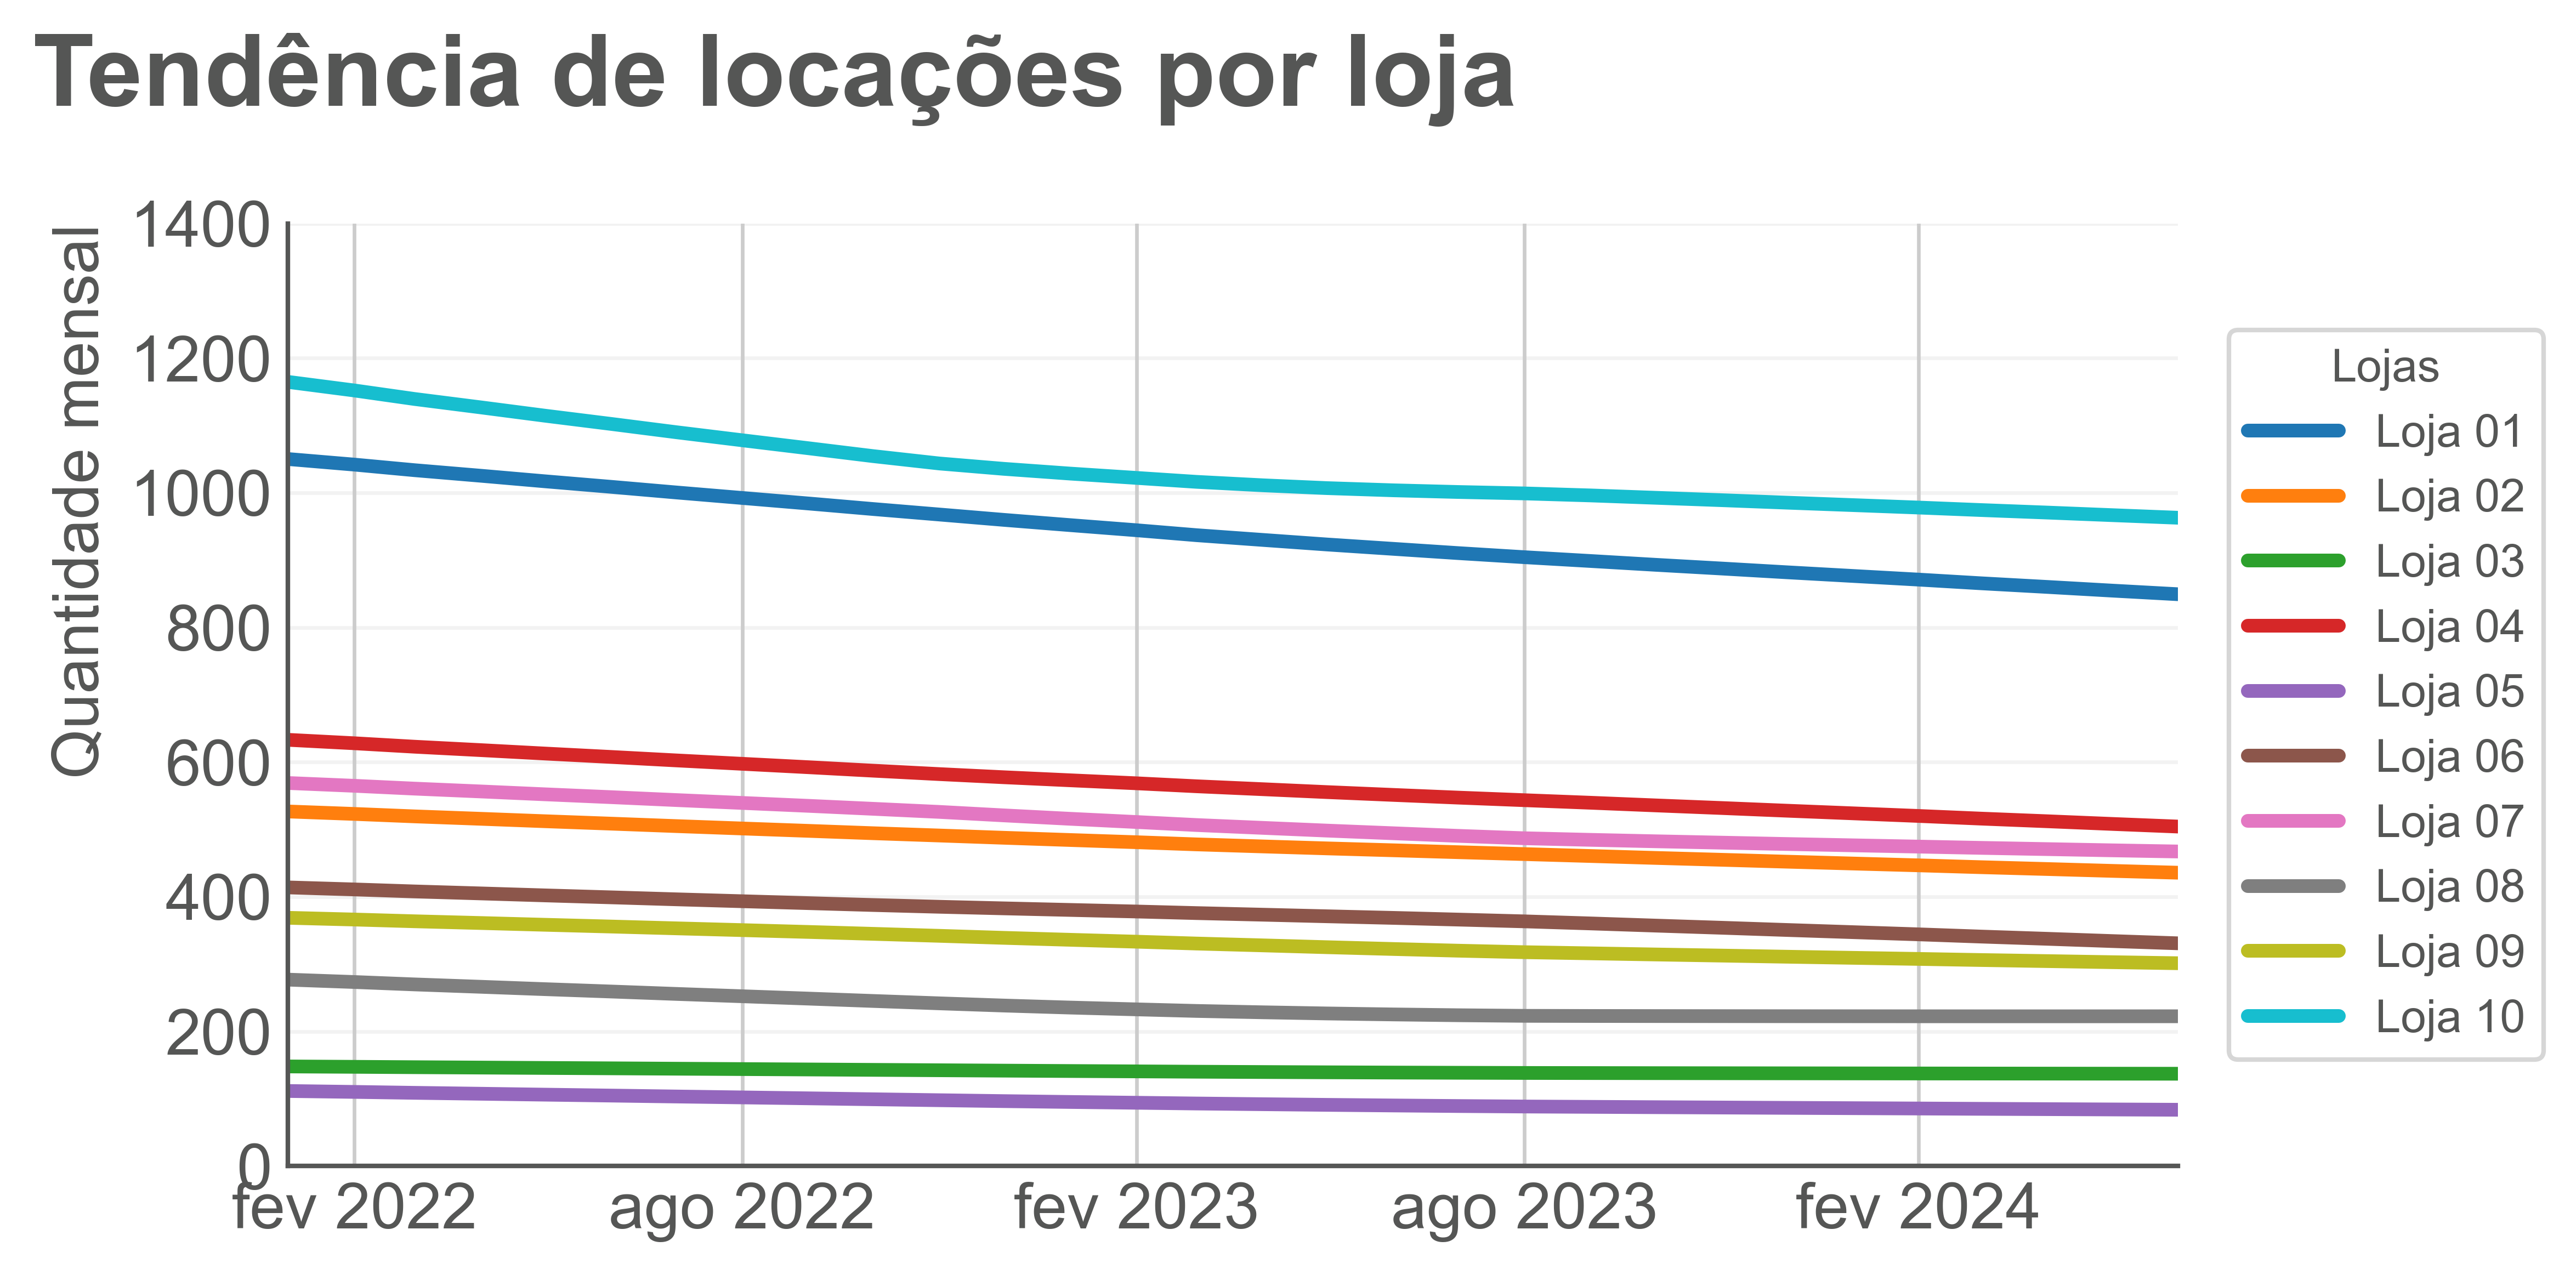 Tendência de locações por loja
Quantidade mensal
1400
1200
1000
800
600
400
200
0
fev 2022
ago 2022
fev 2023
ago 2023
fev 2024
Lojas
Loja 01
Loja 02
Loja 03
Loja 04
Loja 05
Loja 06
Loja 07
Loja 08
Loja 09
Loja 10